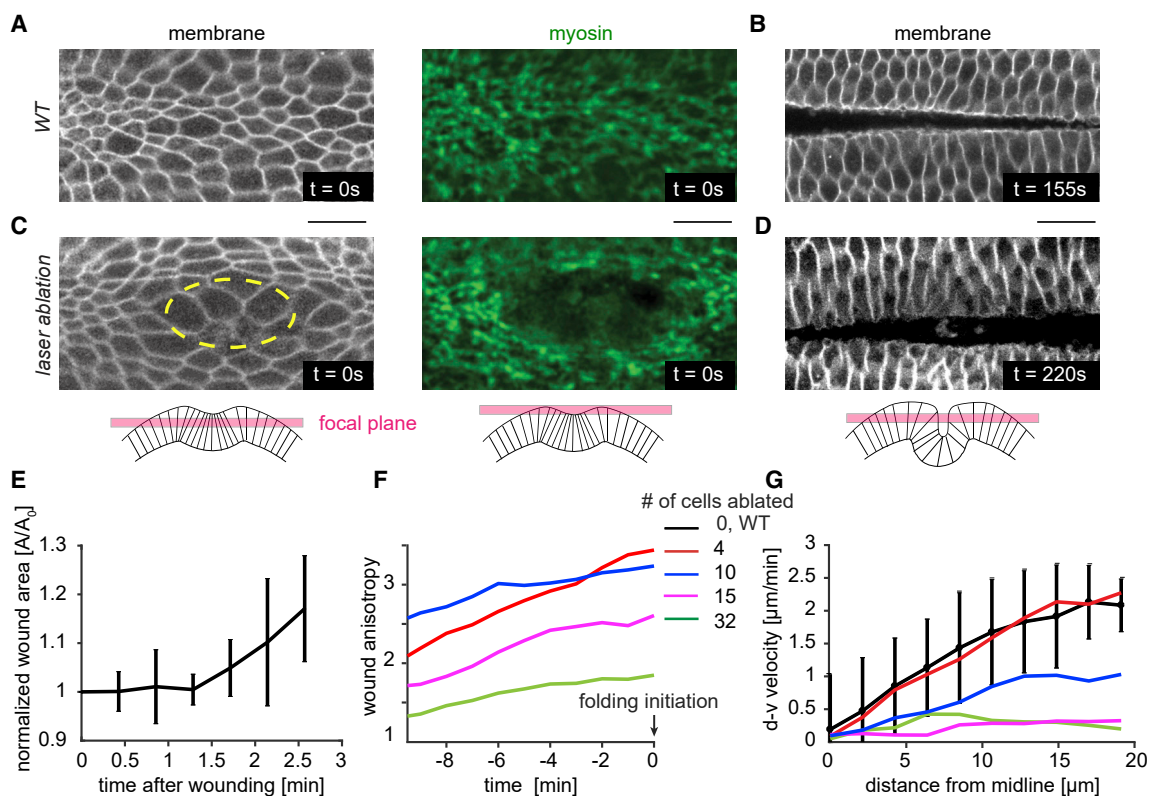 A
membrane
myosin
B
membrane
WT
t = 0s
t = 0s
t = 155s
C
D
laser ablation
t = 0s
t = 0s
t = 220s
focal plane
E
normalized wound area [A/A₀]
1.3
1.2
1.1
1
0.9
0 0.5 1 1.5 2 2.5 3
time after wounding [min]
F
wound anisotropy
3
2
1
-8 -6 -4 -2 0
time [min]
folding initiation
# of cells ablated
0, WT
4
10
15
32
G
d-v velocity [µm/min]
3
2.5
2
1.5
1
0.5
0
0 5 10 15 20
distance from midline [µm]